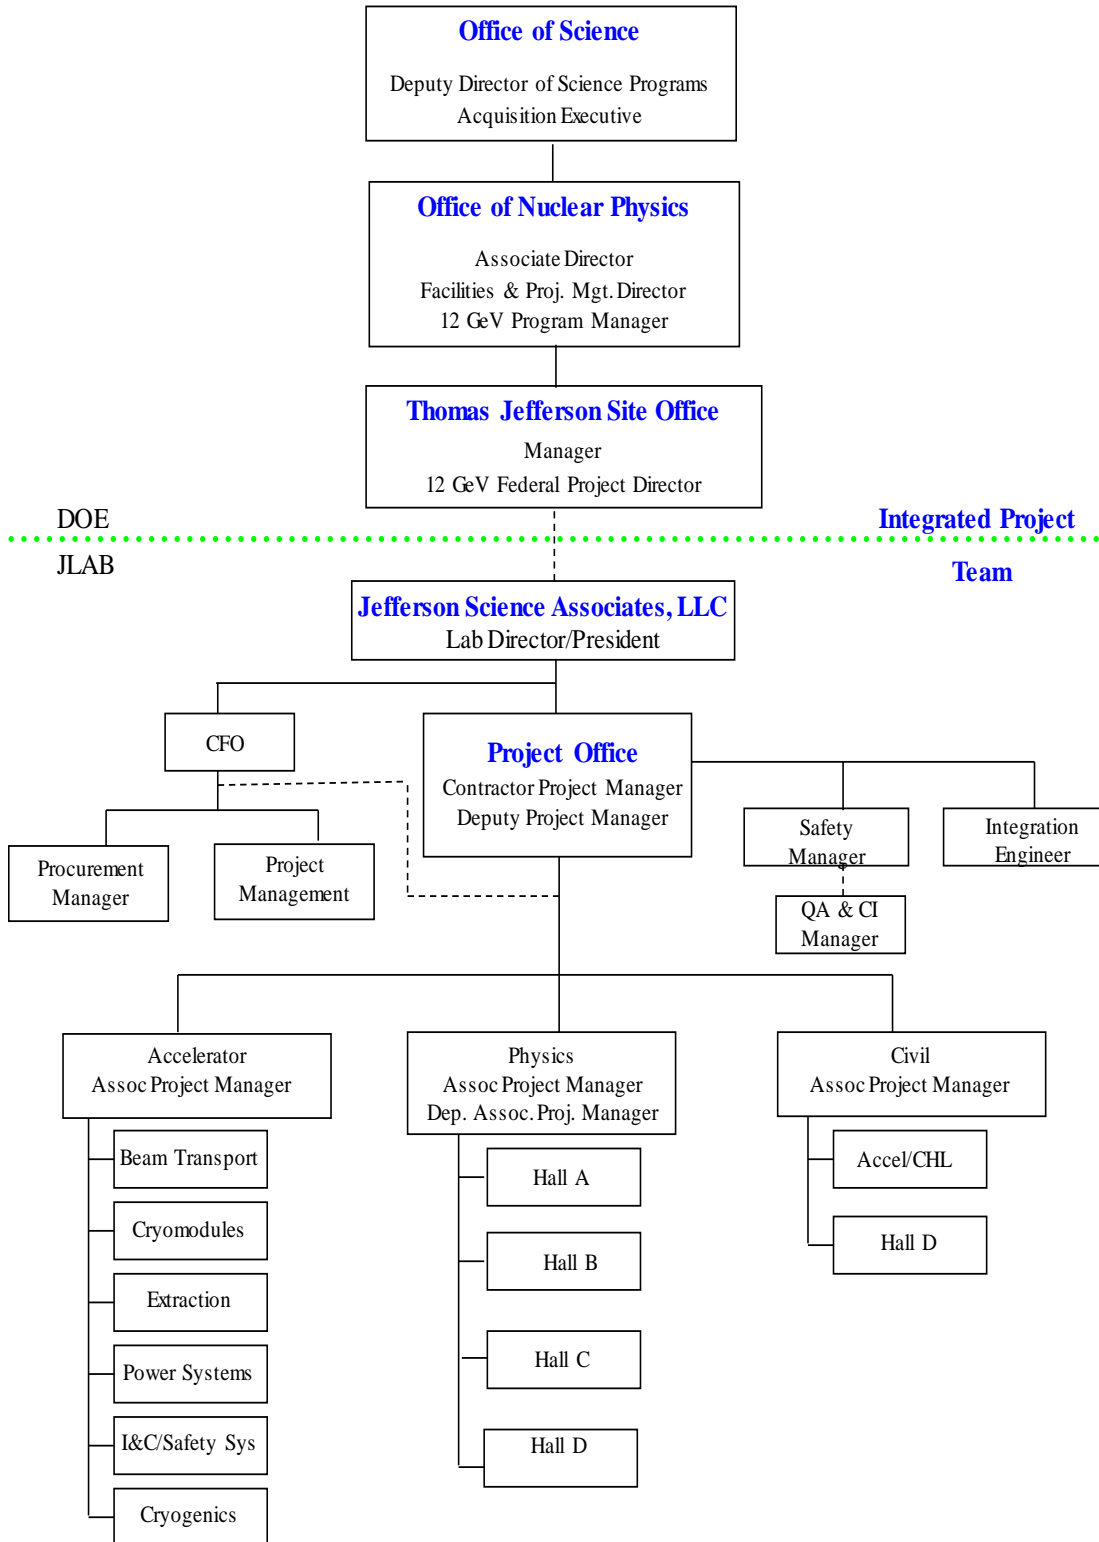 Office of Science
Deputy Director of Science Programs
Acquisition Executive
Office of Nuclear Physics
Associate Director
Facilities & Proj. Mgt. Director
12 GeV Program Manager
Thomas Jefferson Site Office
Manager
12 GeV Federal Project Director
DOE
Integrated Project
JLAB
Team
Jefferson Science Associates, LLC
Lab Director/President
CFO
Project Office
Contractor Project Manager
Deputy Project Manager
Safety
Manager
Integration
Engineer
Procurement
Manager
Project
Management
QA & CI
Manager
Accelerator
Assoc Project Manager
Physics
Assoc Project Manager
Dep. Assoc. Proj. Manager
Civil
Assoc Project Manager
Beam Transport
Cryomodules
Extraction
Power Systems
I&C/Safety Sys
Cryogenics
Hall A
Hall B
Hall C
Hall D
Accel/CHL
Hall D